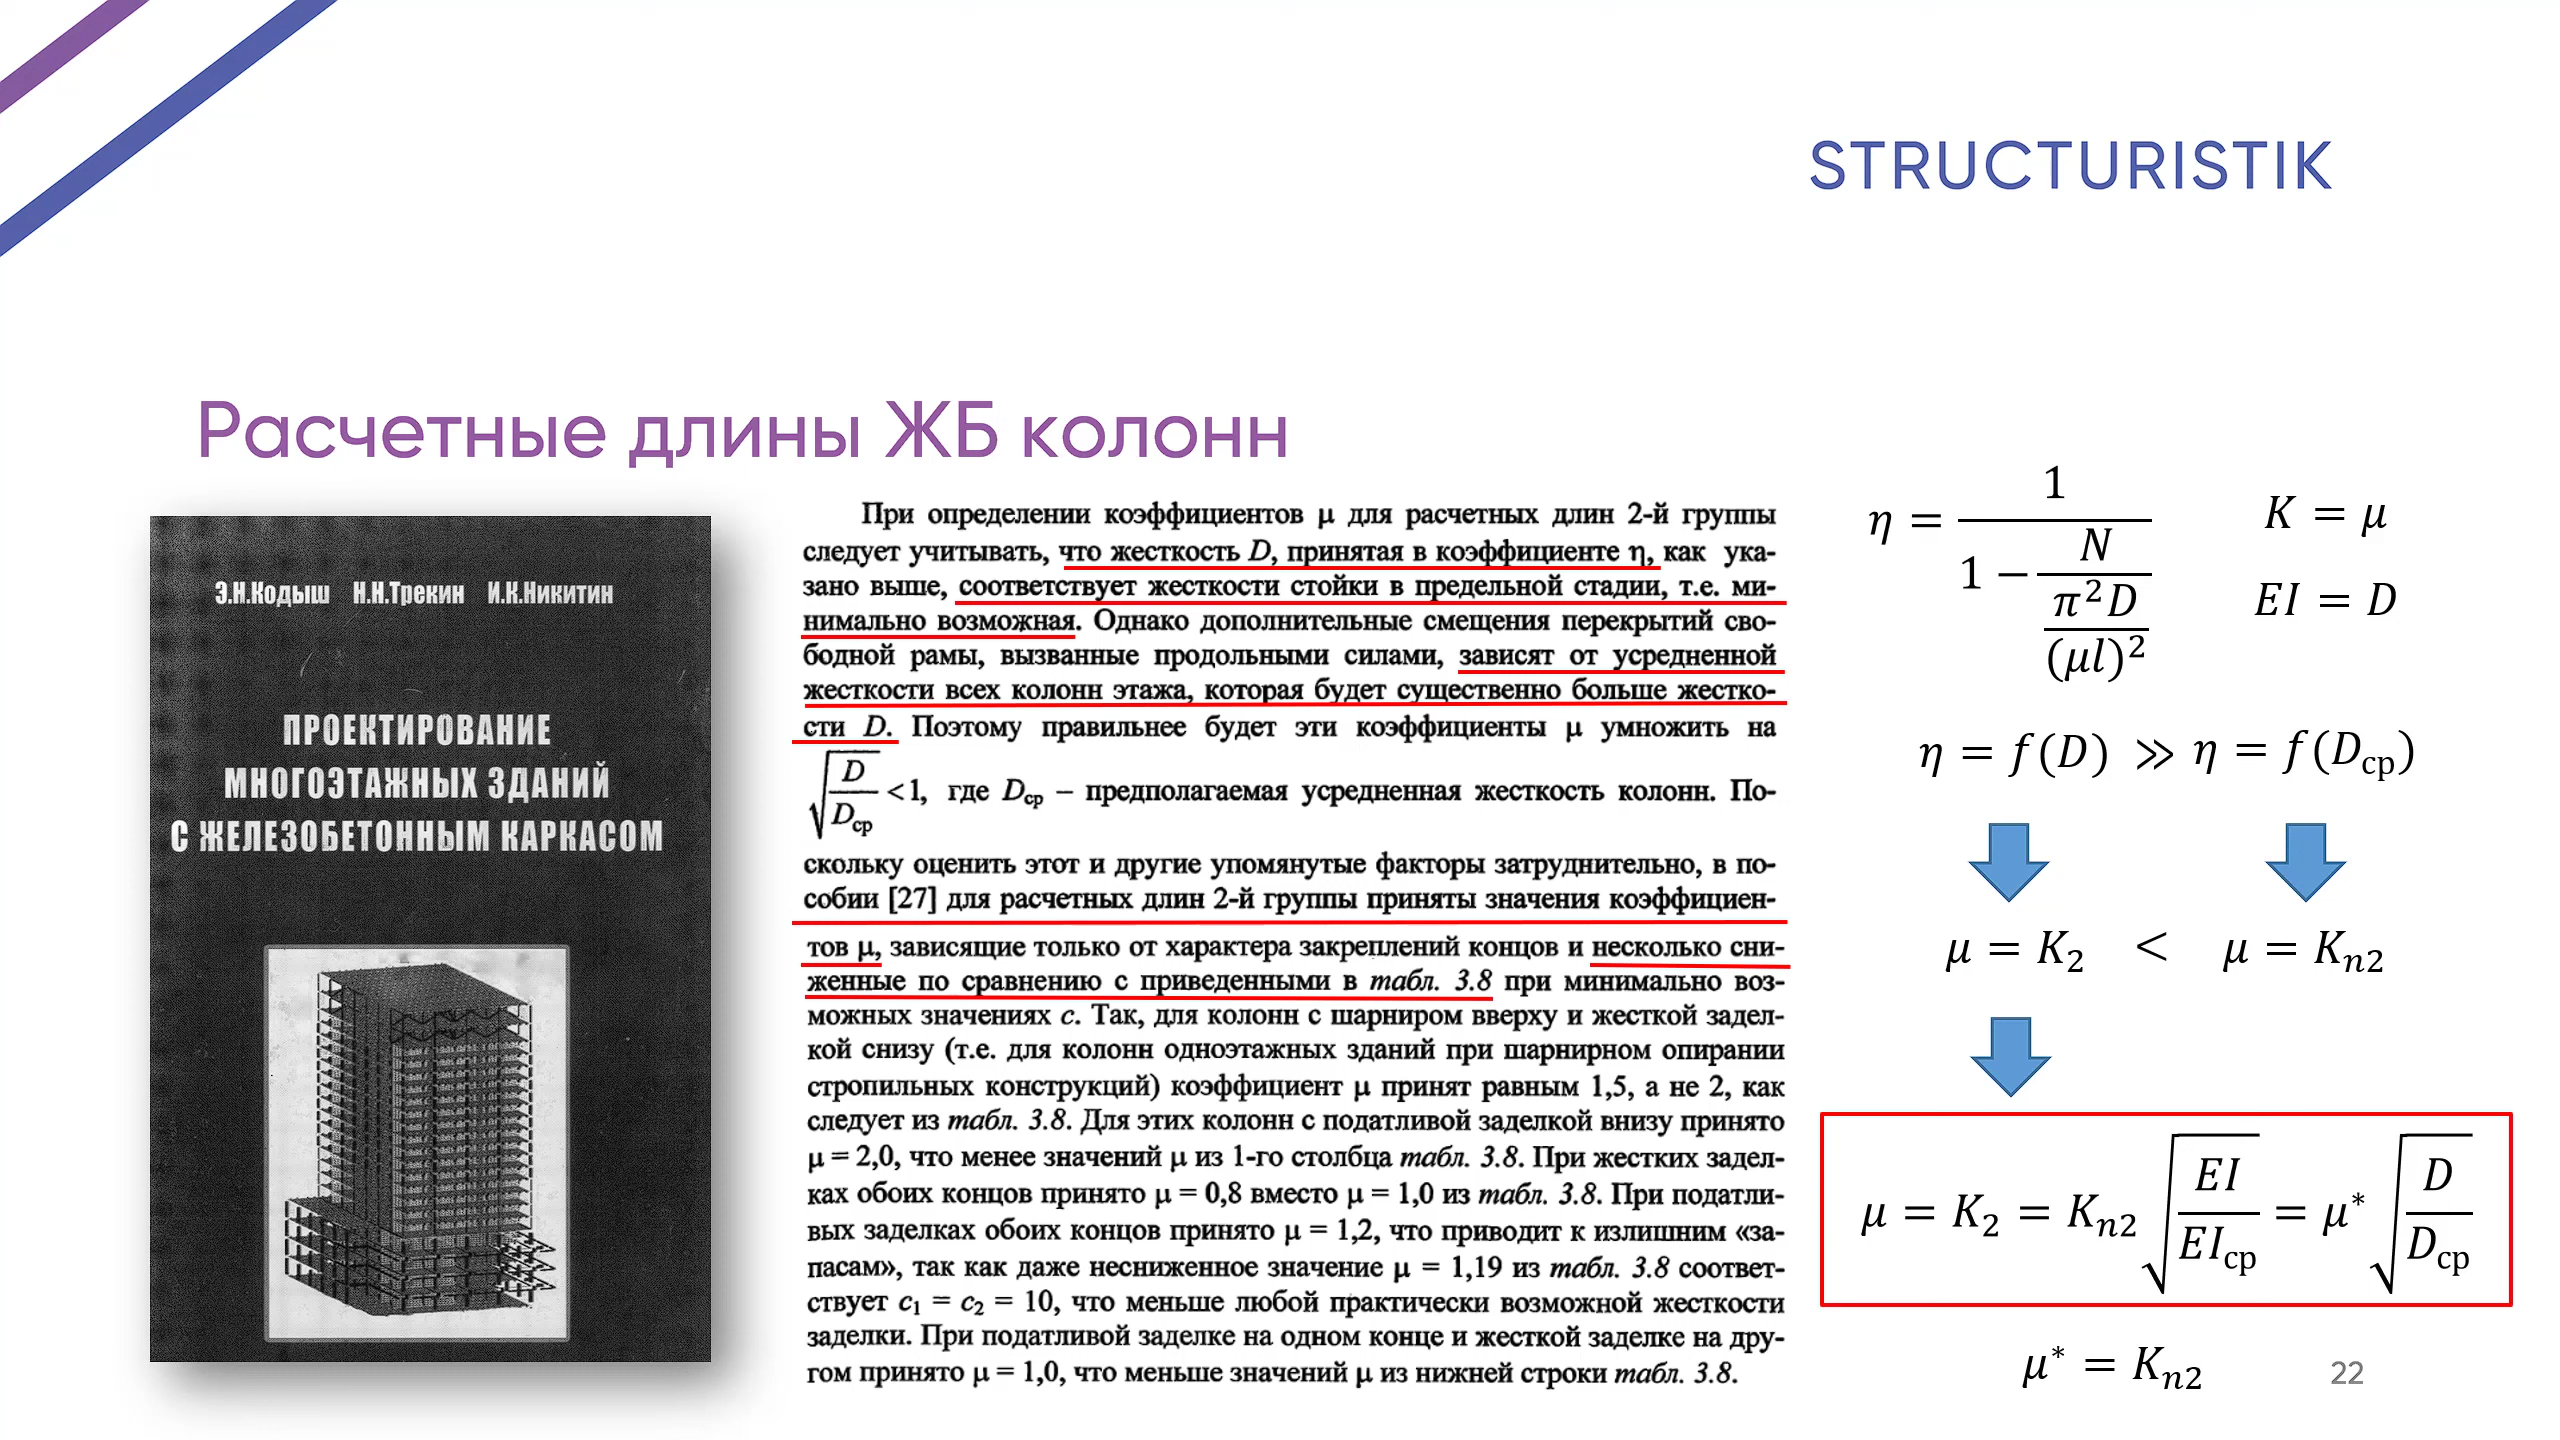 STRUCTURISTIK
Расчетные длины ЖБ колонн
Э.Н.Кодыш Н.Н.Трекин И.К.Никитин
ПРОЕКТИРОВАНИЕ
МНОГОЭТАЖНЫХ ЗДАНИЙ
С ЖЕЛЕЗОБЕТОННЫМ КАРКАСОМ
При определении коэффициентов μ для расчетных длин 2-й группы
следует учитывать, что жесткость D, принятая в коэффициенте η, как ука-
зано выше, соответствует жесткости стойки в предельной стадии, т.е. ми-
нимально возможная. Однако дополнительные смещения перекрытий сво-
бодной рамы, вызванные продольными силами, зависят от усредненной
жесткости всех колонн этажа, которая будет существенно больше жестко-
сти D. Поэтому правильнее будет эти коэффициенты μ умножить на
√(D/Dср) < 1, где Dср – предполагаемая усредненная жесткость колонн. По-
скольку оценить этот и другие упомянутые факторы затруднительно, в по-
собии [27] для расчетных длин 2-й группы приняты значения коэффициен-
тов μ, зависящие только от характера закреплений концов и несколько сни-
женные по сравнению с приведенными в табл. 3.8 при минимально воз-
можных значениях с. Так, для колонн с шарниром вверху и жесткой задел-
кой снизу (т.е. для колонн одноэтажных зданий при шарнирном опирании
стропильных конструкций) коэффициент μ принят равным 1,5, а не 2, как
следует из табл. 3.8. Для этих колонн с податливой заделкой внизу принято
μ = 2,0, что менее значений μ из 1-го столбца табл. 3.8. При жестких задел-
ках обоих концов принято μ = 0,8 вместо μ = 1,0 из табл. 3.8. При податли-
вых заделках обоих концов принято μ = 1,2, что приводит к излишним «за-
пасам», так как даже несниженное значение μ = 1,19 из табл. 3.8 соответ-
ствует c₁ = c₂ = 10, что меньше любой практически возможной жесткости
заделки. При податливой заделке на одном конце и жесткой заделке на дру-
гом принято μ = 1,0, что меньше значений μ из нижней строки табл. 3.8.
η = 1/(1 − N/(π²D/(μl)²))
K = μ
EI = D
η = f(D) ≫ η = f(Dср)
μ = K₂ < μ = Kₙ₂
μ = K₂ = Kₙ₂√(EI/EIср) = μ*√(D/Dср)
μ* = Kₙ₂
22